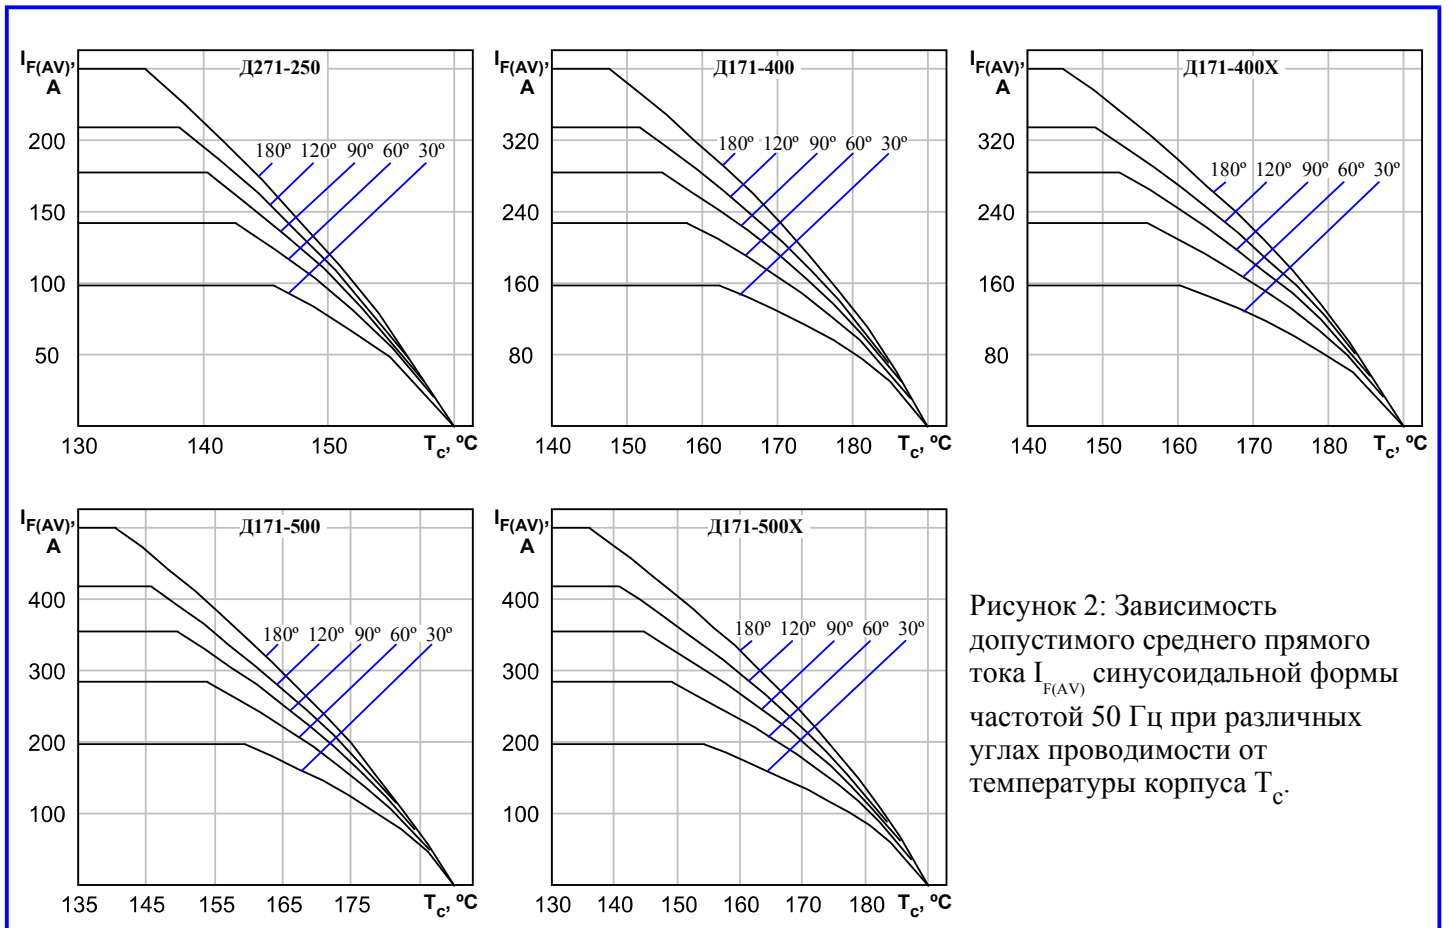 I F(AV), A
Д271-250
200
150
100
50
180º 120º 90º 60º 30º
130 140 150 Tc, ºC
I F(AV), A
Д171-400
320
240
160
80
180º 120º 90º 60º 30º
140 150 160 170 180 Tc, ºC
I F(AV), A
Д171-400X
320
240
160
80
180º 120º 90º 60º 30º
140 150 160 170 180 Tc, ºC
I F(AV), A
Д171-500
400
300
200
100
180º 120º 90º 60º 30º
135 145 155 165 175 Tc, ºC
I F(AV), A
Д171-500X
400
300
200
100
180º 120º 90º 60º 30º
130 140 150 160 170 180 Tc, ºC
Рисунок 2: Зависимость
допустимого среднего прямого
тока I F(AV) синусоидальной формы
частотой 50 Гц при различных
углах проводимости от
температуры корпуса Tc.